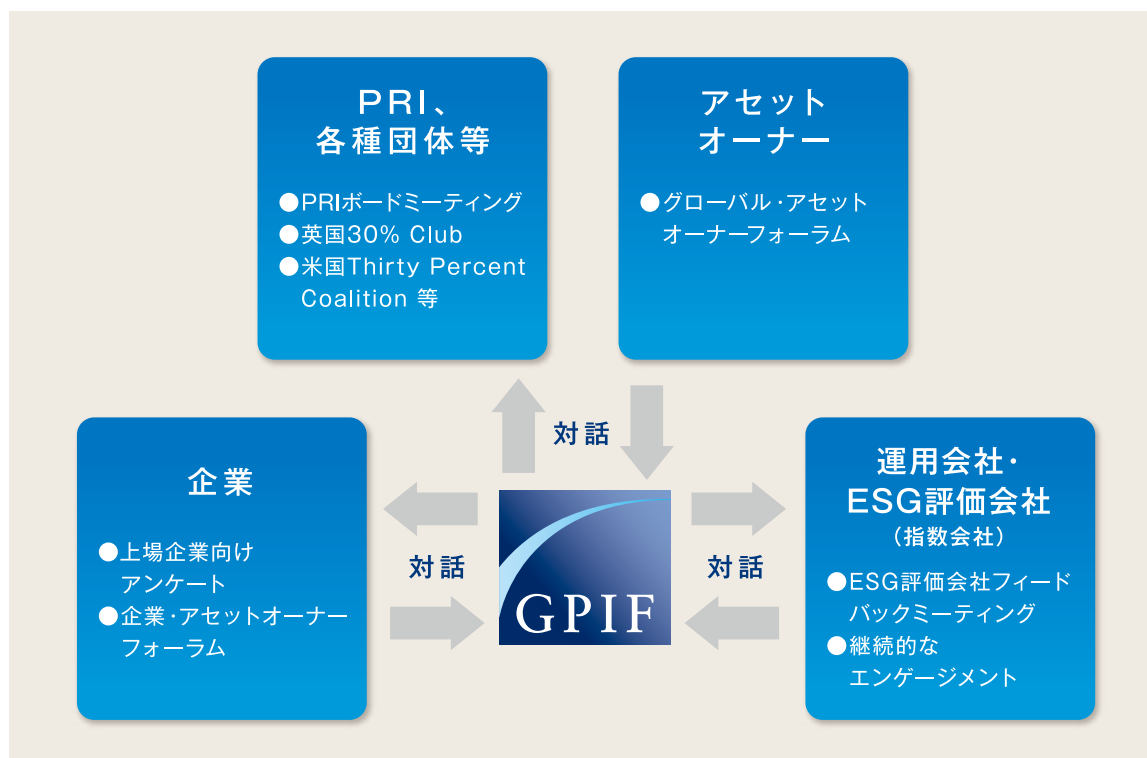 PRI、
各種団体等
●PRIボードミーティング
●英国30% Club
●米国Thirty Percent
Coalition 等
アセット
オーナー
●グローバル・アセット
オーナーフォーラム
対話
企業
●上場企業向け
アンケート
●企業・アセットオーナー
フォーラム
対話
GPIF
対話
運用会社・
ESG評価会社
（指数会社）
●ESG評価会社フィード
バックミーティング
●継続的な
エンゲージメント